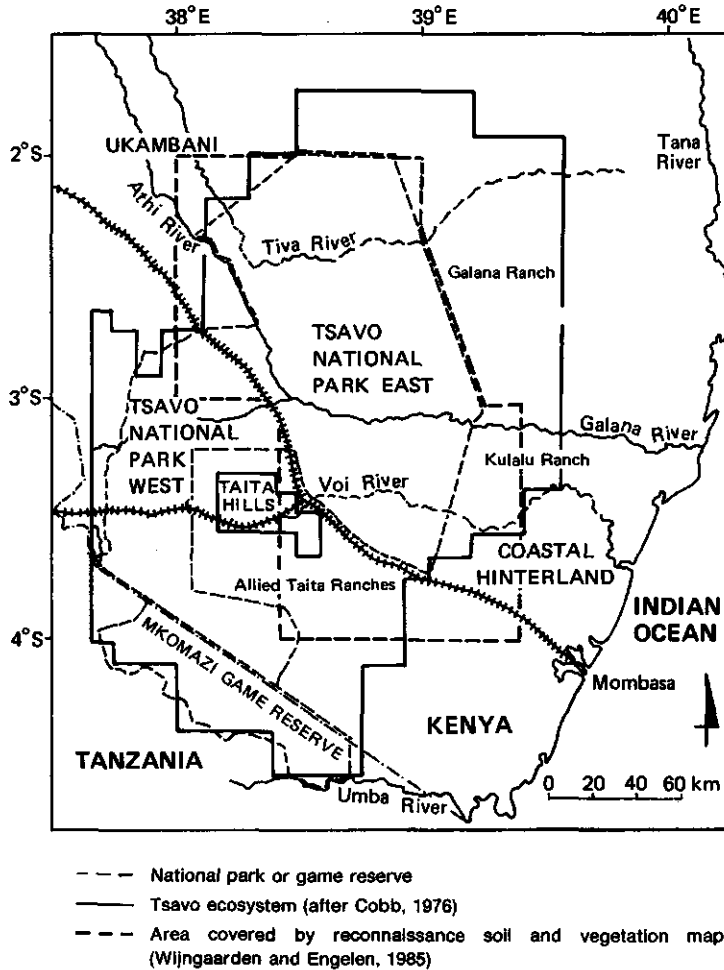 38°E
39°E
40°E
UKAMBANI
2°S
Tana
River
Athi River
Tiva River
Galana Ranch
TSAVO
NATIONAL
PARK EAST
3°S
TSAVO
NATIONAL
PARK
WEST
Galana River
Kulalu Ranch
TAITA
HILLS
Voi River
COASTAL
HINTERLAND
Allied Taita Ranches
INDIAN
OCEAN
4°S
MKOMAZI GAME RESERVE
Mombasa
KENYA
TANZANIA
Umba River
0 20 40 60 km
National park or game reserve
Tsavo ecosystem (after Cobb, 1976)
Area covered by reconnaissance soil and vegetation map
(Wijngaarden and Engelen, 1985)